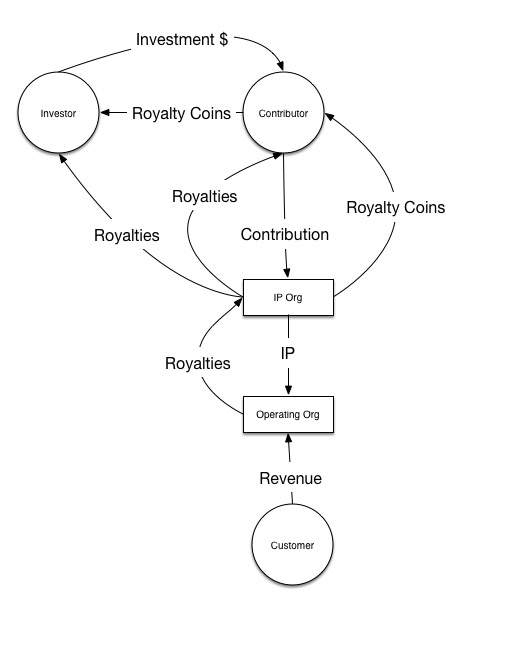 Investment $
Investor
Royalty Coins
Contributor
Royalties
Royalty Coins
Royalties
Contribution
IP Org
IP
Royalties
Operating Org
Revenue
Customer